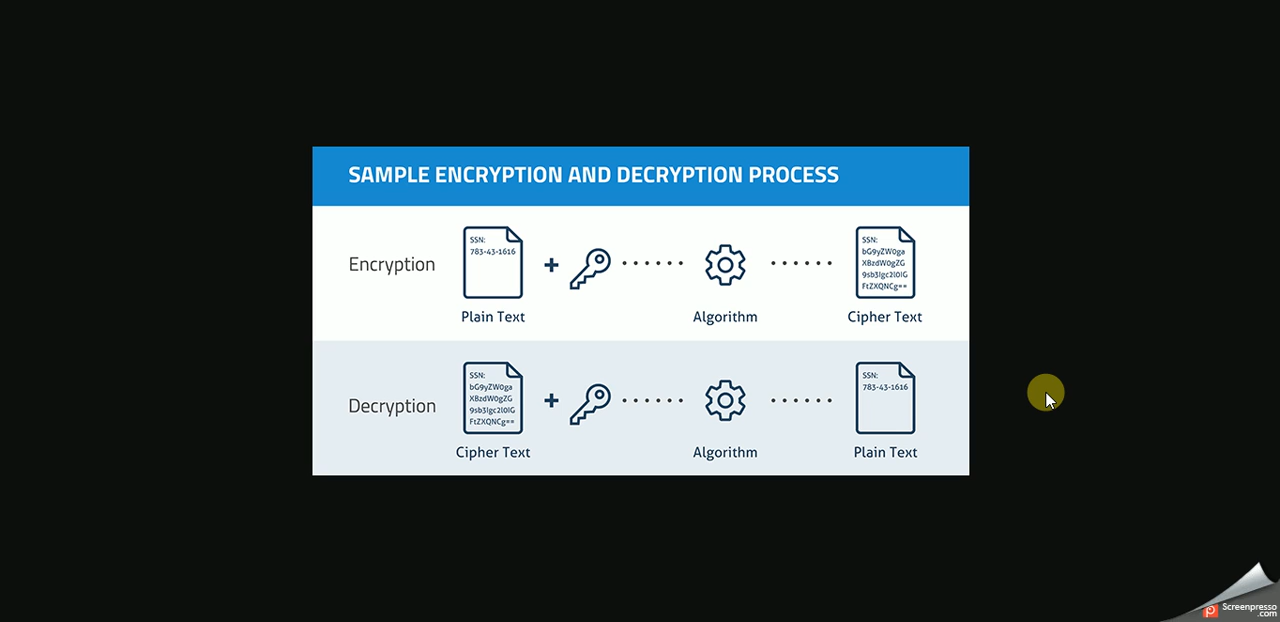 SAMPLE ENCRYPTION AND DECRYPTION PROCESS
Encryption
SSN:
783-43-1616
Plain Text
+
Algorithm
SSN:
bG9yZW0ga
XBzdW0gZG
9sb3Igc2l0IG
FtZXQNCg==
Cipher Text
Decryption
SSN:
bG9yZW0ga
XBzdW0gZG
9sb3Igc2l0IG
FtZXQNCg==
Cipher Text
+
Algorithm
SSN:
783-43-1616
Plain Text
Screenpresso
.com